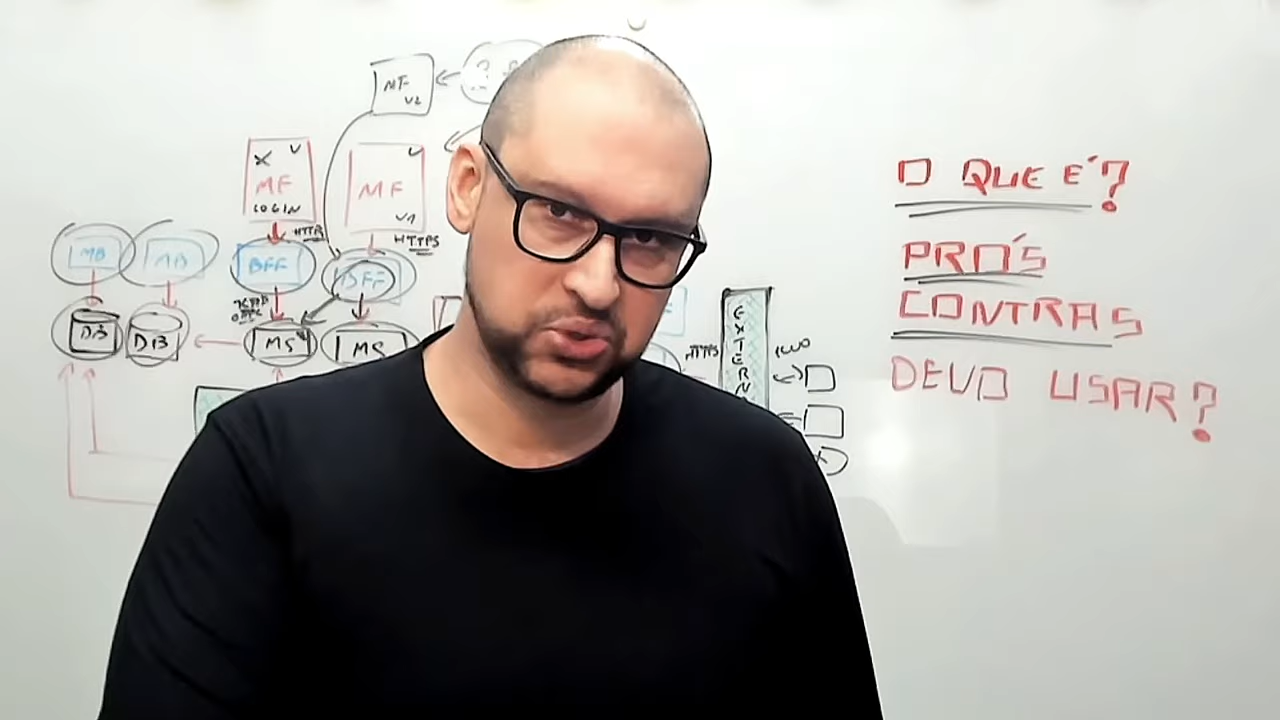 MF
V2
X V
MF
LOGIN
V
MF
V1
HTTPS
HTTPS
MB
MB
BFF
BFF
DB
DB
MS
MS
HTTPS
EXTERN
O QUE É?
PRÓS
CONTRAS
DEVO USAR?